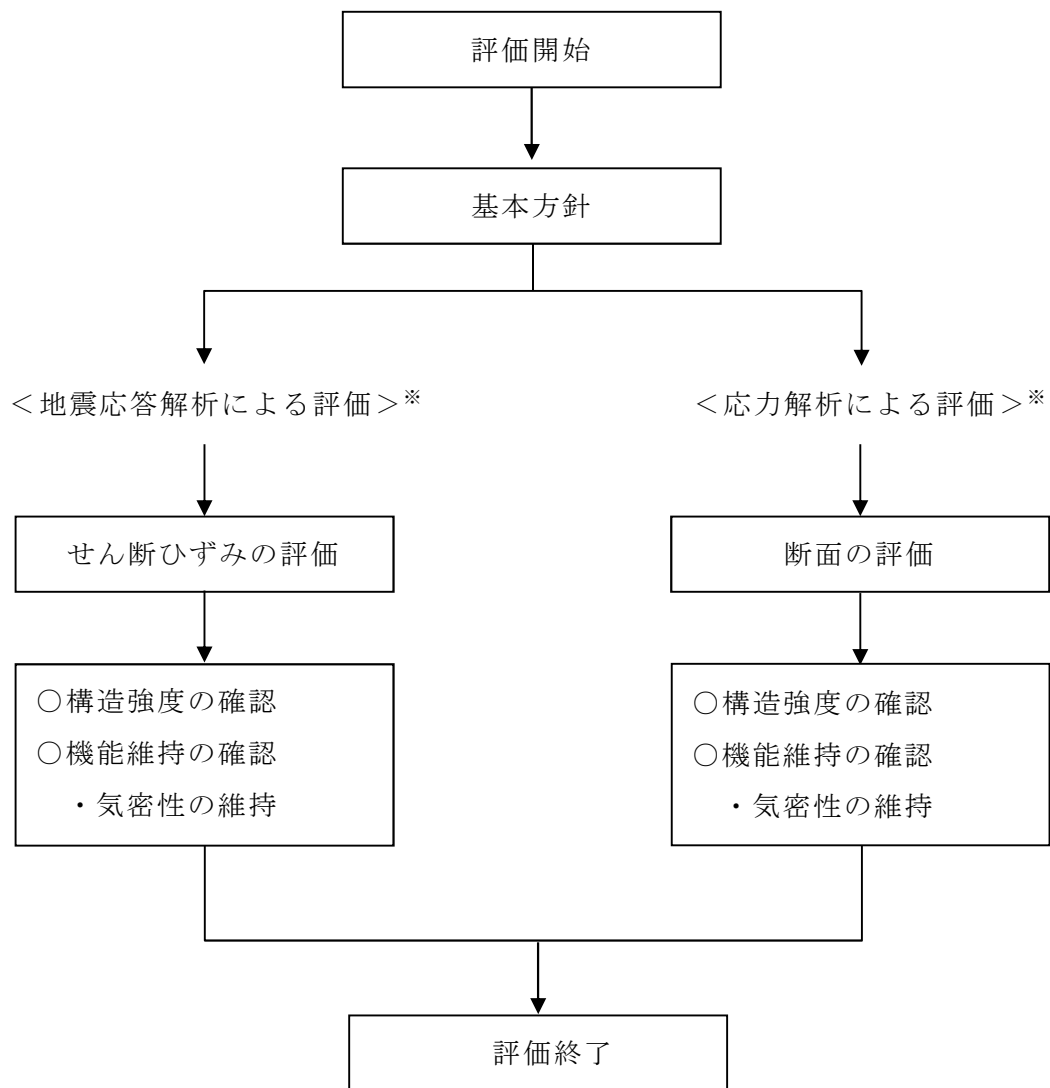 評価開始
基本方針
＜地震応答解析による評価＞※
＜応力解析による評価＞※
せん断ひずみの評価
断面の評価
○構造強度の確認
○機能維持の確認
・気密性の維持
○構造強度の確認
○機能維持の確認
・気密性の維持
評価終了